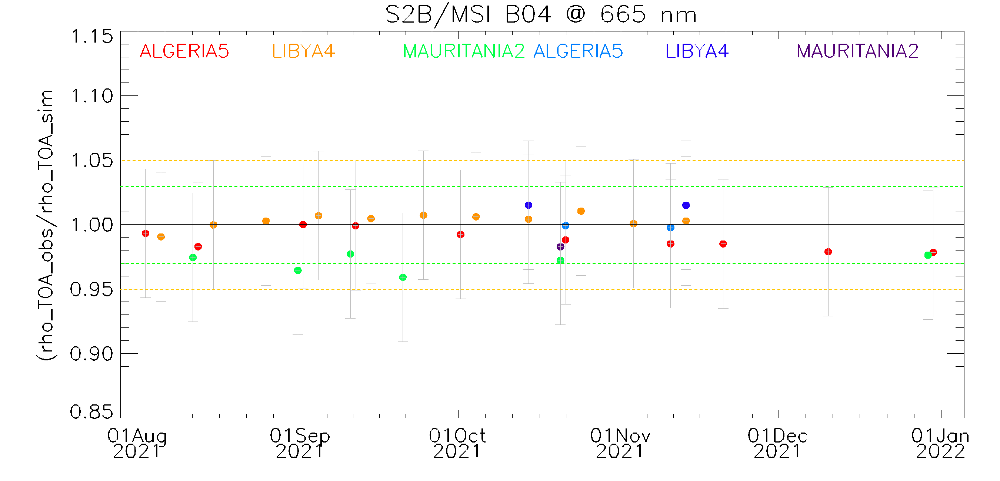 S2B/MSI B04 @ 665 nm
ALGERIA5 LIBYA4 MAURITANIA2 ALGERIA5 LIBYA4 MAURITANIA2
(rho_TOA_obs/rho_TOA_sim
1.15
1.10
1.05
1.00
0.95
0.90
0.85
01Aug 01Sep 01Oct 01Nov 01Dec 01Jan
2021 2021 2021 2021 2021 2022